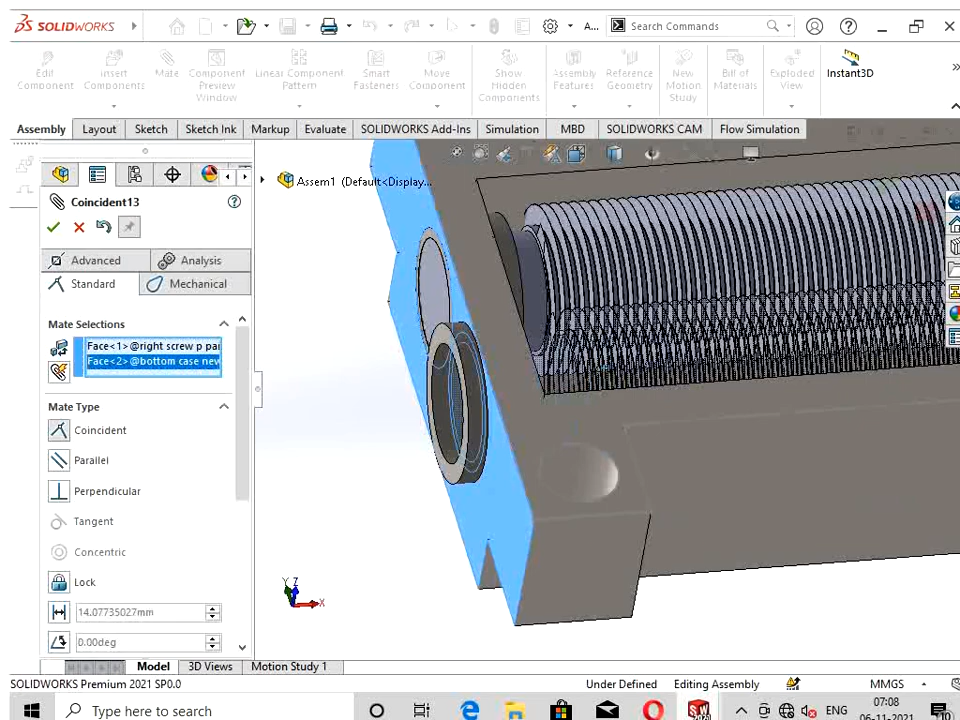 SOLIDWORKS
A...
Search Commands
Edit Component
Insert Components
Mate
Component Preview Window
Linear Component Pattern
Smart Fasteners
Move Component
Show Hidden Components
Assembly Features
Reference Geometry
New Motion Study
Bill of Materials
Exploded View
Instant3D
Assembly
Layout
Sketch
Sketch Ink
Markup
Evaluate
SOLIDWORKS Add-Ins
Simulation
MBD
SOLIDWORKS CAM
Flow Simulation
Assem1 (Default<Display...
Coincident13
Advanced
Analysis
Standard
Mechanical
Mate Selections
Face<1>@right screw p pa
Face<2>@bottom case new
Mate Type
Coincident
Parallel
Perpendicular
Tangent
Concentric
Lock
14.07735027mm
0.00deg
Y Z
X
Model
3D Views
Motion Study 1
SOLIDWORKS Premium 2021 SP0.0
Under Defined
Editing Assembly
MMGS
Type here to search
ENG
07:08
06-11-2021